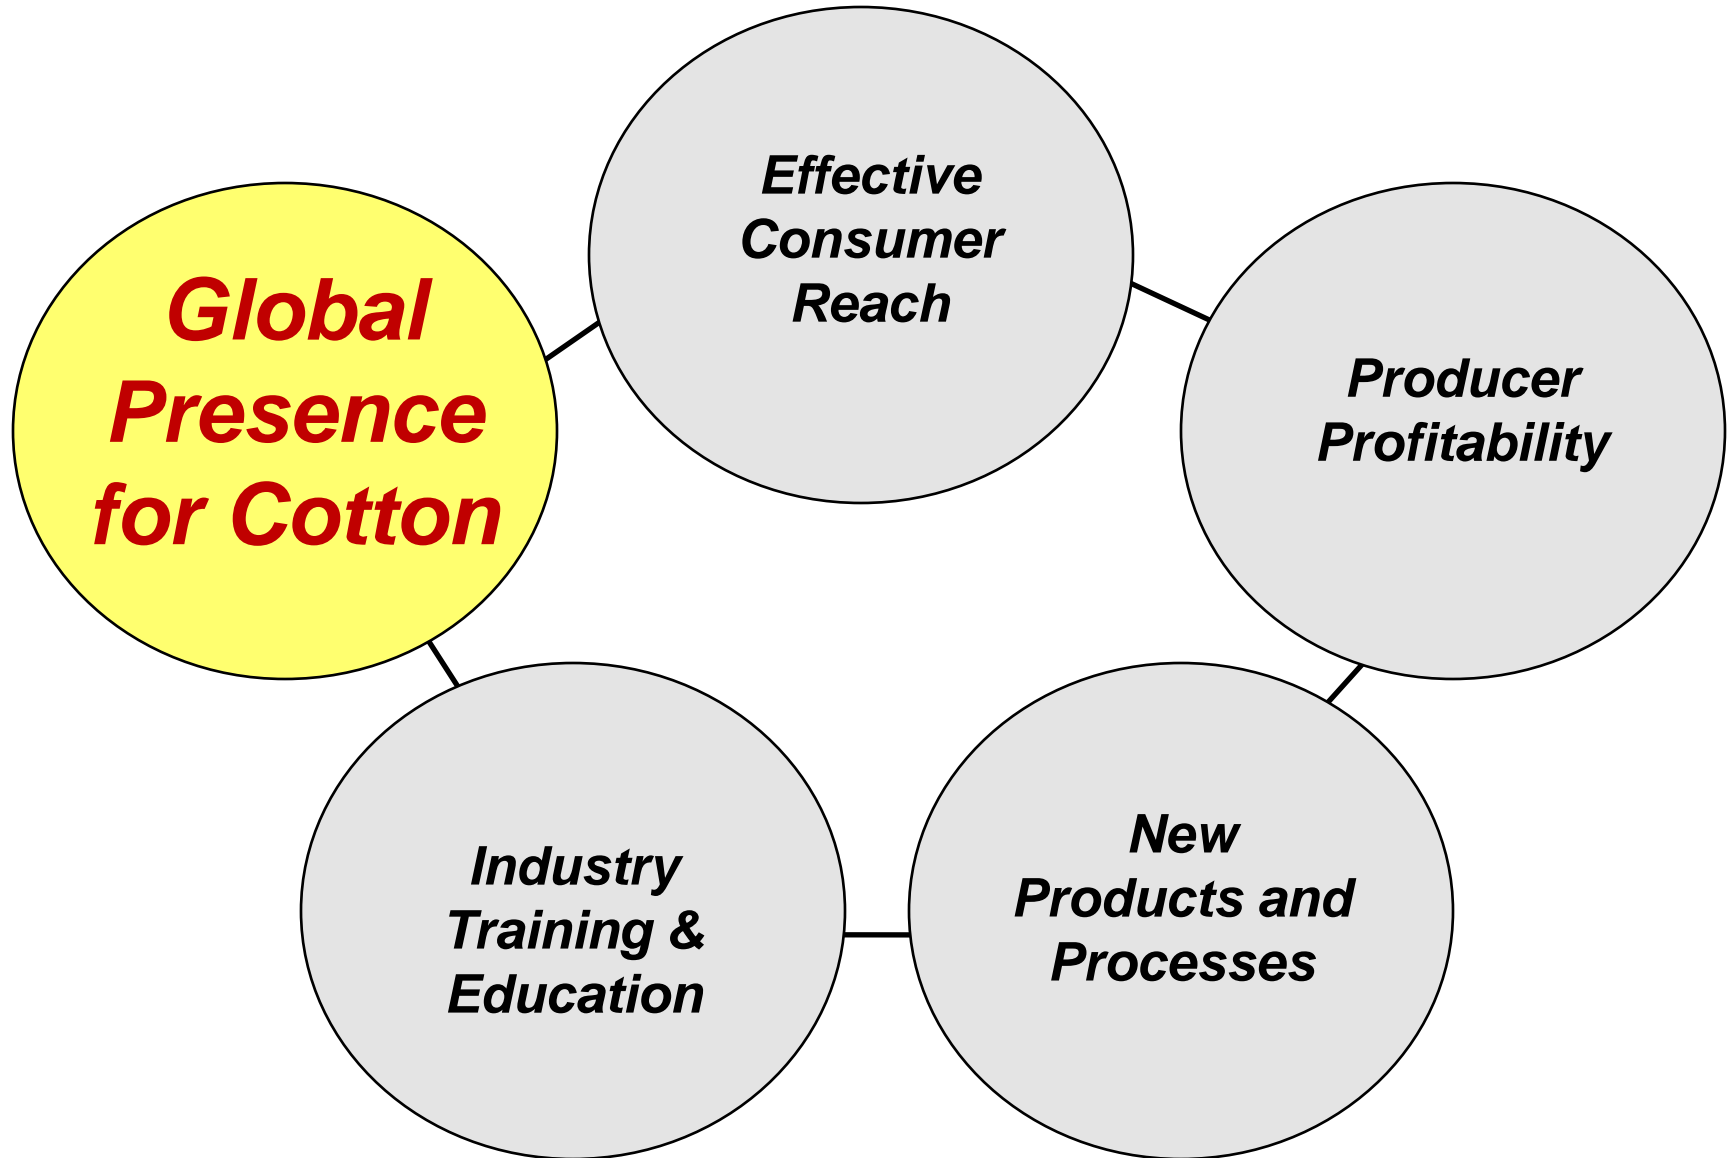 Effective
Consumer
Reach
Global
Presence
for Cotton
Producer
Profitability
Industry
Training &
Education
New
Products and
Processes